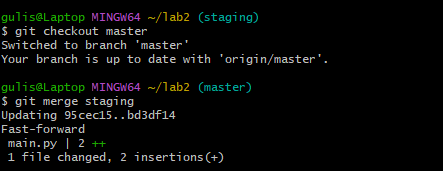 gulis@Laptop MINGW64 ~/lab2 (staging)
$ git checkout master
Switched to branch 'master'
Your branch is up to date with 'origin/master'.
gulis@Laptop MINGW64 ~/lab2 (master)
$ git merge staging
Updating 95cec15..bd3df14
Fast-forward
 main.py | 2 ++
 1 file changed, 2 insertions(+)